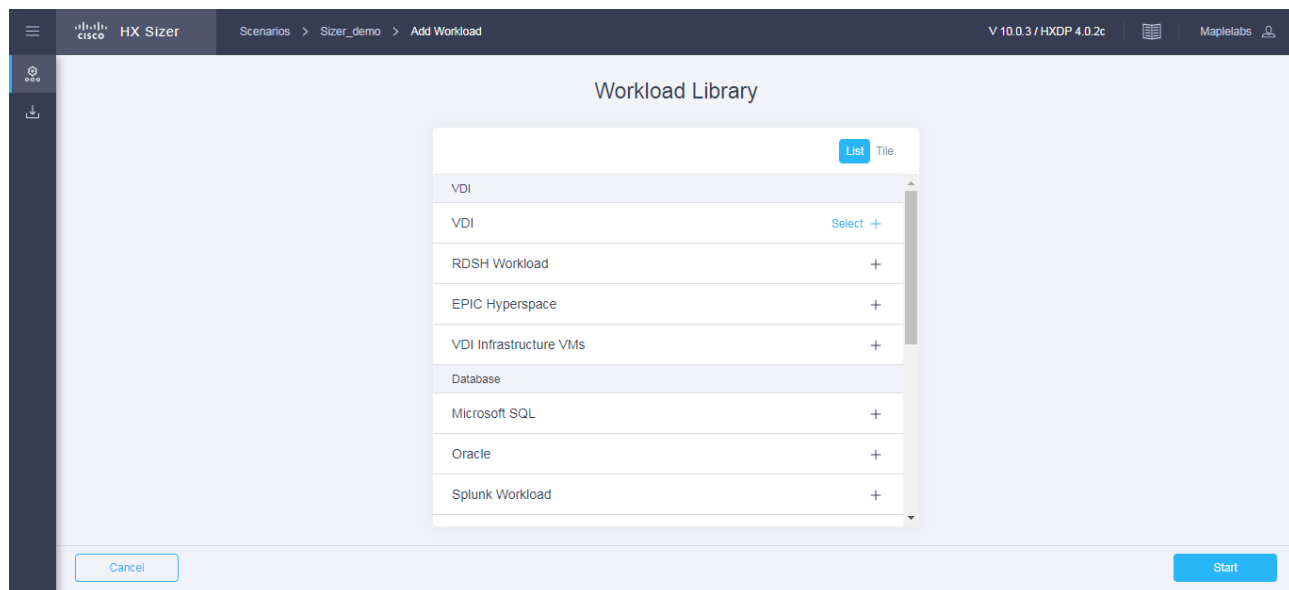 cisco HX Sizer Scenarios > Sizer_demo > Add Workload V 10.0.3 / HXDP 4.0.2c Maplelabs
Workload Library
List Tile
VDI
VDI Select +
RDSH Workload +
EPIC Hyperspace +
VDI Infrastructure VMs +
Database
Microsoft SQL +
Oracle +
Splunk Workload +
Cancel Start